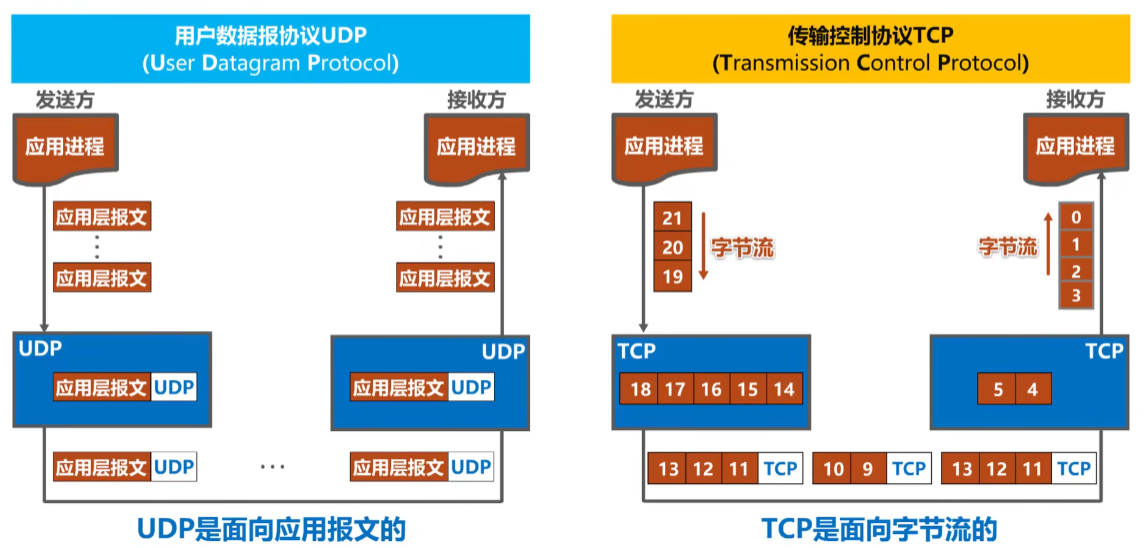 用户数据报协议UDP
(User Datagram Protocol)
发送方
接收方
应用进程
应用进程
应用层报文
应用层报文
应用层报文
应用层报文
UDP
UDP
应用层报文 UDP
应用层报文 UDP
应用层报文 UDP
…
应用层报文 UDP
UDP是面向应用报文的
传输控制协议TCP
(Transmission Control Protocol)
发送方
接收方
应用进程
应用进程
21
20
19
字节流
字节流
0
1
2
3
TCP
TCP
18 17 16 15 14
5 4
13 12 11 TCP
10 9 TCP
13 12 11 TCP
TCP是面向字节流的